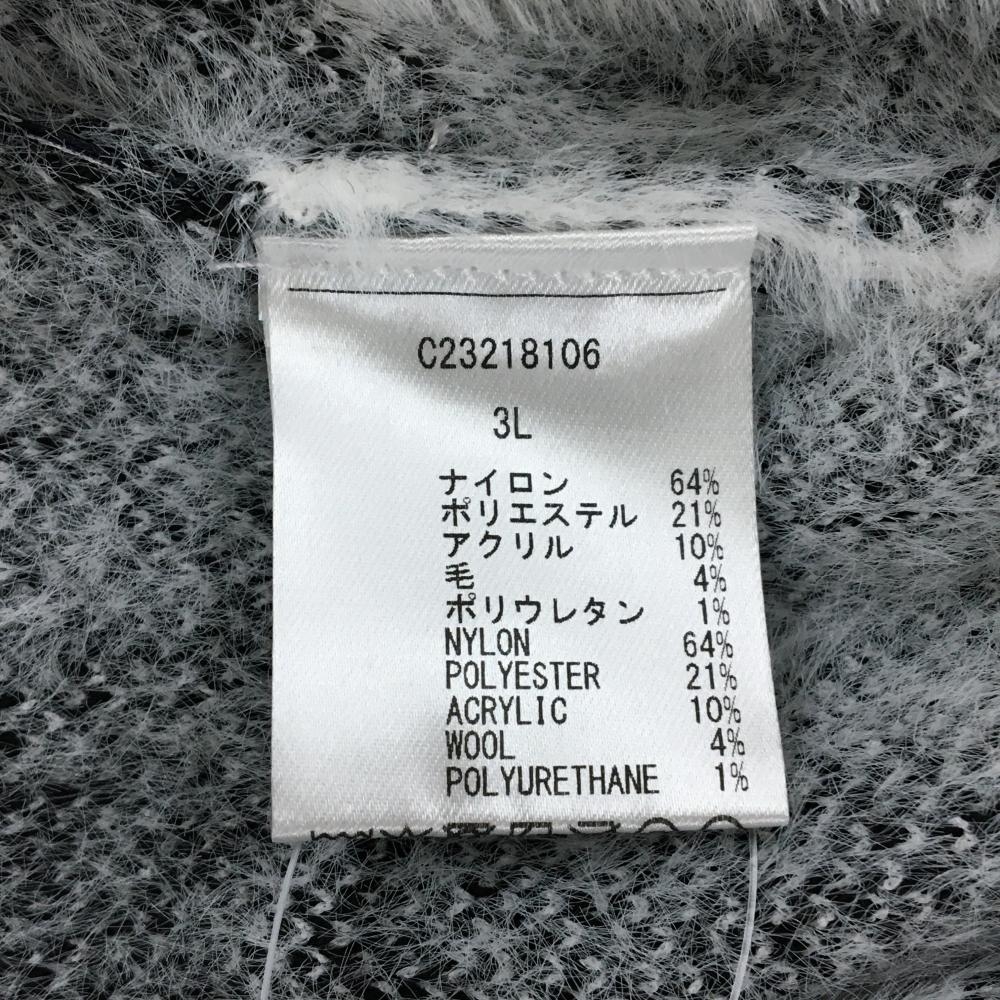 C23218106
3L
ナイロン 64%
ポリエステル 21%
アクリル 10%
毛 4%
ポリウレタン 1%
NYLON 64%
POLYESTER 21%
ACRYLIC 10%
WOOL 4%
POLYURETHANE 1%